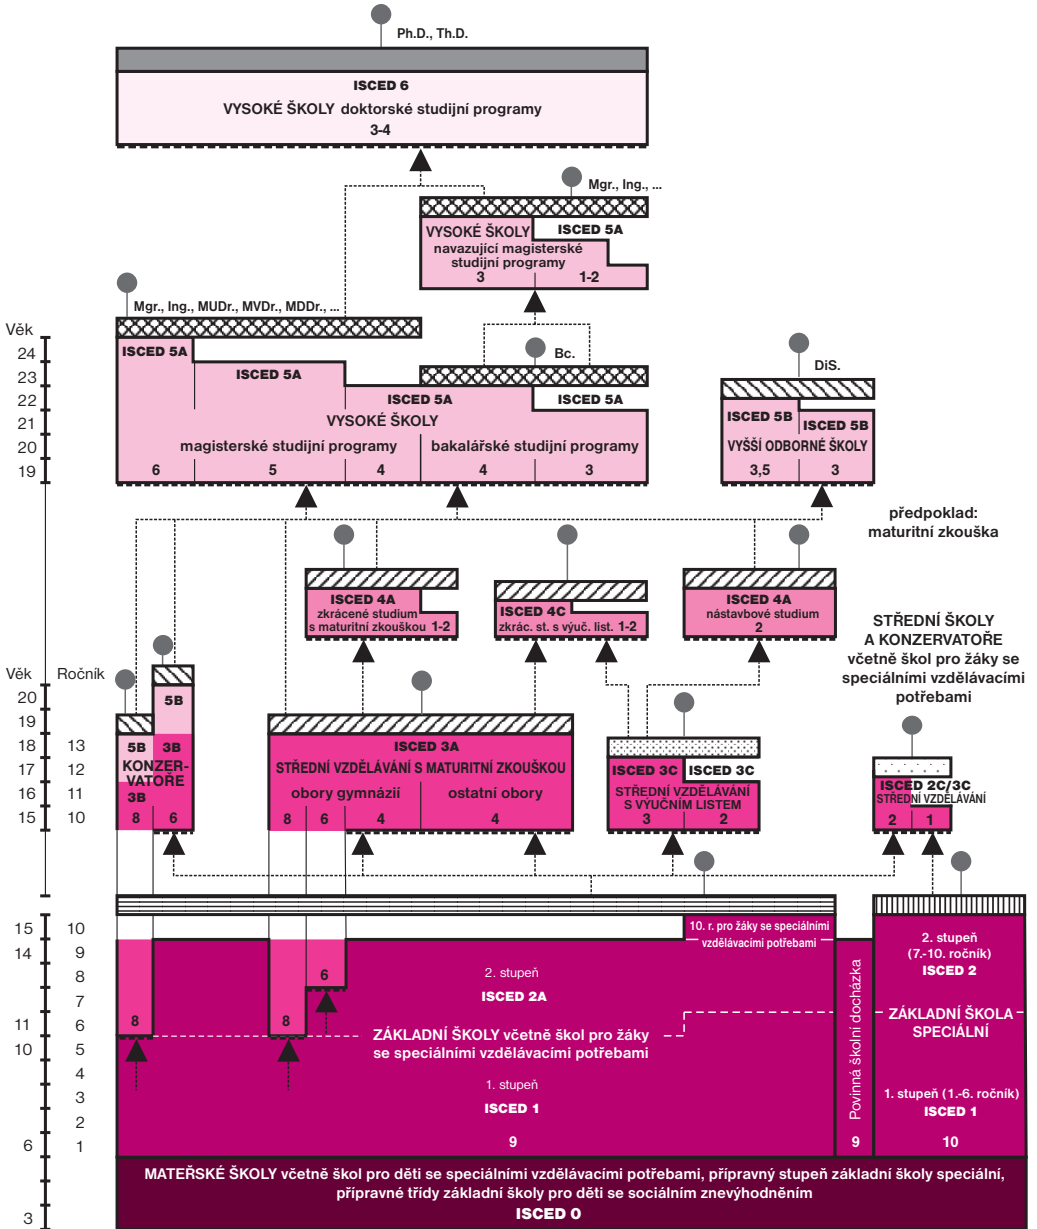 Ph.D., Th.D.
ISCED 6
VYSOKÉ ŠKOLY doktorské studijní programy
3-4
Mgr., Ing., ...
VYSOKÉ ŠKOLY
ISCED 5A
navazující magisterské
studijní programy
3
1-2
Mgr., Ing., MUDr., MVDr., MDDr., ...
Věk
24
23
22
21
20
19
ISCED 5A
ISCED 5A
ISCED 5A
Bc.
ISCED 5A
VYSOKÉ ŠKOLY
magisterské studijní programy
bakalářské studijní programy
6
5
4
4
3
DiS.
ISCED 5B
ISCED 5B
VYŠŠÍ ODBORNÉ ŠKOLY
3,5
3
předpoklad:
maturitní zkouška
ISCED 4A
zkrácené studium
s maturitní zkouškou 1-2
ISCED 4C
zkrác. st. s výuč. list. 1-2
ISCED 4A
nástavbové studium
2
STŘEDNÍ ŠKOLY
A KONZERVATOŘE
včetně škol pro žáky se
speciálními vzdělávacími
potřebami
Věk
Ročník
20
19
18
13
17
12
16
11
15
10
5B
5B
3B
KONZER-
VATOŘE
3B
8
6
ISCED 3A
STŘEDNÍ VZDĚLÁVÁNÍ S MATURITNÍ ZKOUŠKOU
obory gymnázií
ostatní obory
8
6
4
4
ISCED 3C
ISCED 3C
STŘEDNÍ VZDĚLÁVÁNÍ
S VÝUČNÍM LISTEM
3
2
ISCED 2C/3C
STŘEDNÍ VZDĚLÁVÁNÍ
2
1
15
10
14
9
8
7
11
6
10
5
4
3
2
6
1
3
10. r. pro žáky se speciálními
vzdělávacími potřebami
8
8
6
2. stupeň
ISCED 2A
ZÁKLADNÍ ŠKOLY včetně škol pro žáky
se speciálními vzdělávacími potřebami
1. stupeň
ISCED 1
9
Povinná školní docházka
9
2. stupeň
(7.-10. ročník)
ISCED 2
ZÁKLADNÍ ŠKOLA
SPECIÁLNÍ
1. stupeň (1.-6. ročník)
ISCED 1
10
MATEŘSKÉ ŠKOLY včetně škol pro děti se speciálními vzdělávacími potřebami, přípravný stupeň základní školy speciální,
přípravné třídy základní školy pro děti se sociálním znevýhodněním
ISCED 0